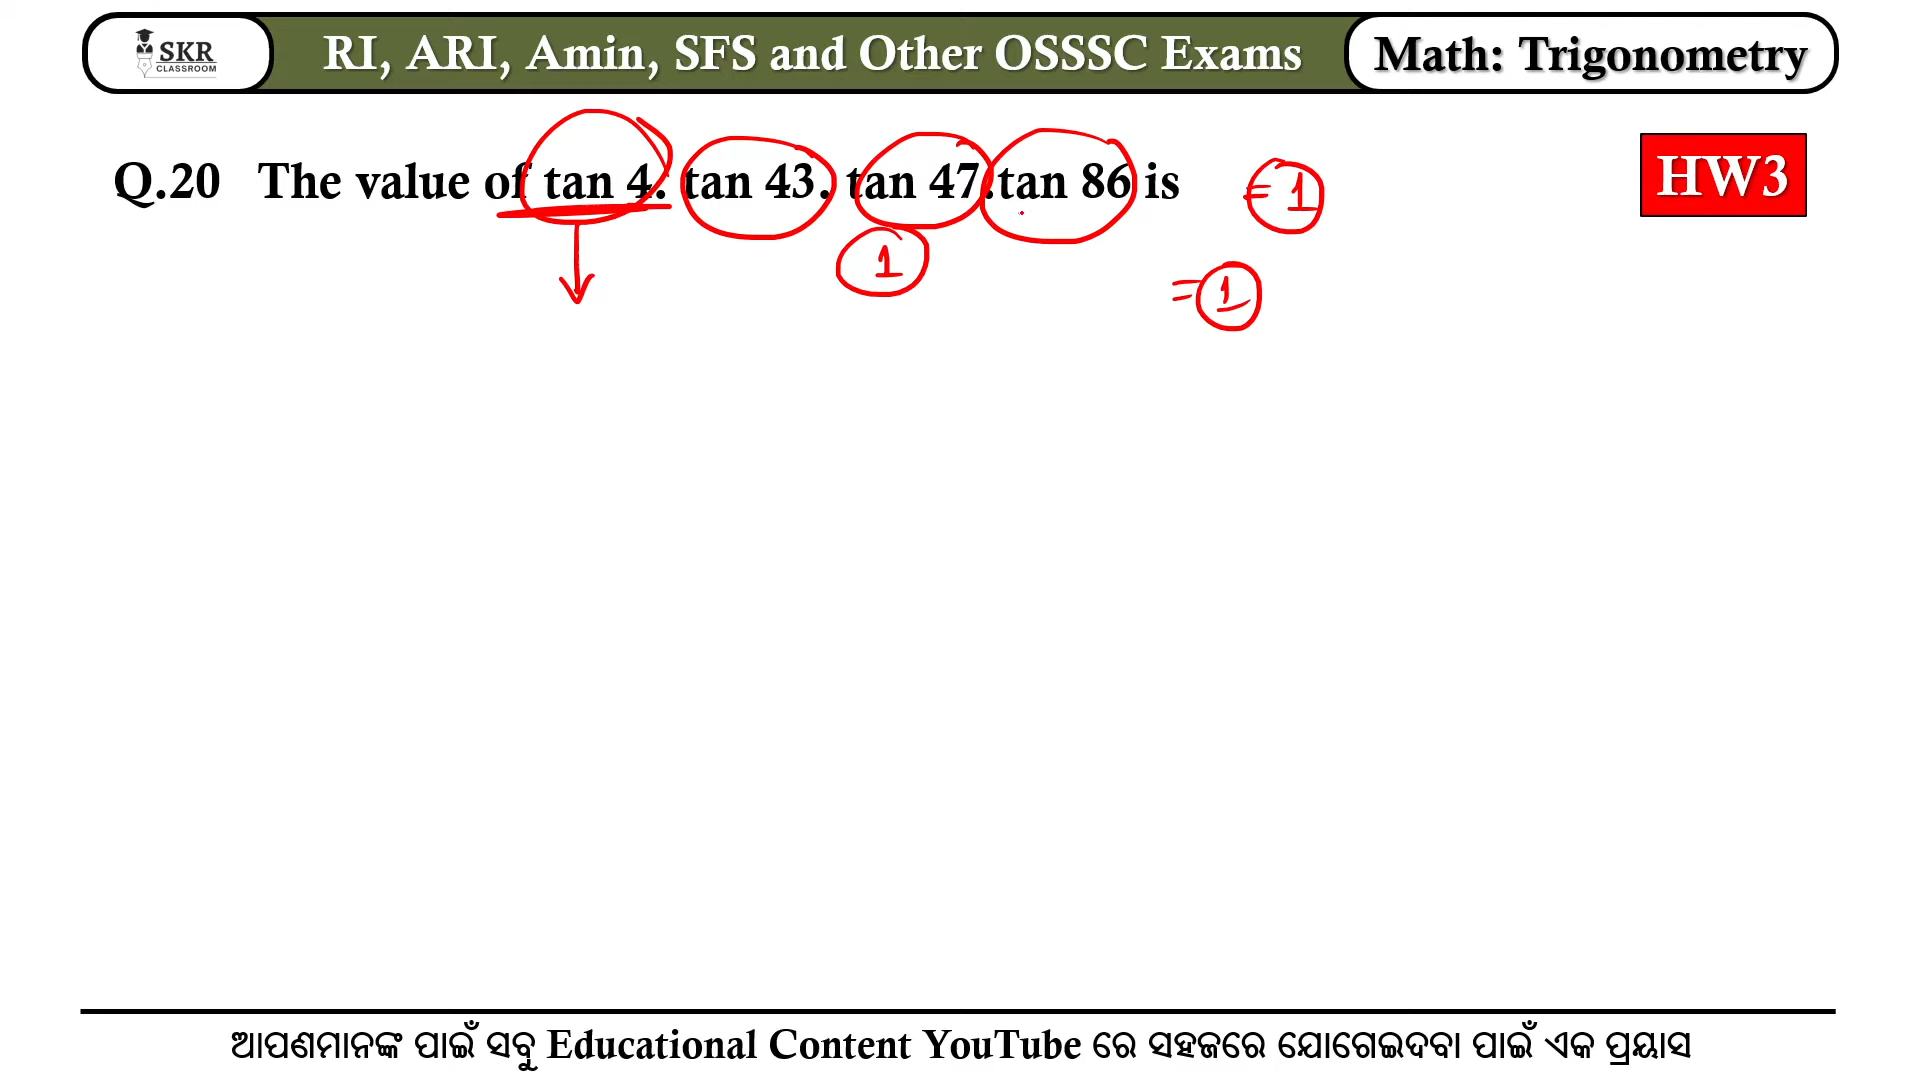 SKR
CLASSROOM
RI, ARI, Amin, SFS and Other OSSSC Exams
Math: Trigonometry
Q.20 The value of tan 4. tan 43. tan 47.tan 86 is = 1
HW3
1
= 1
ଆପଣମାନଙ୍କ ପାଇଁ ସବୁ Educational Content YouTube ରେ ସହଜରେ ଯୋଗେଇଦବା ପାଇଁ ଏକ ପ୍ରୟାସ